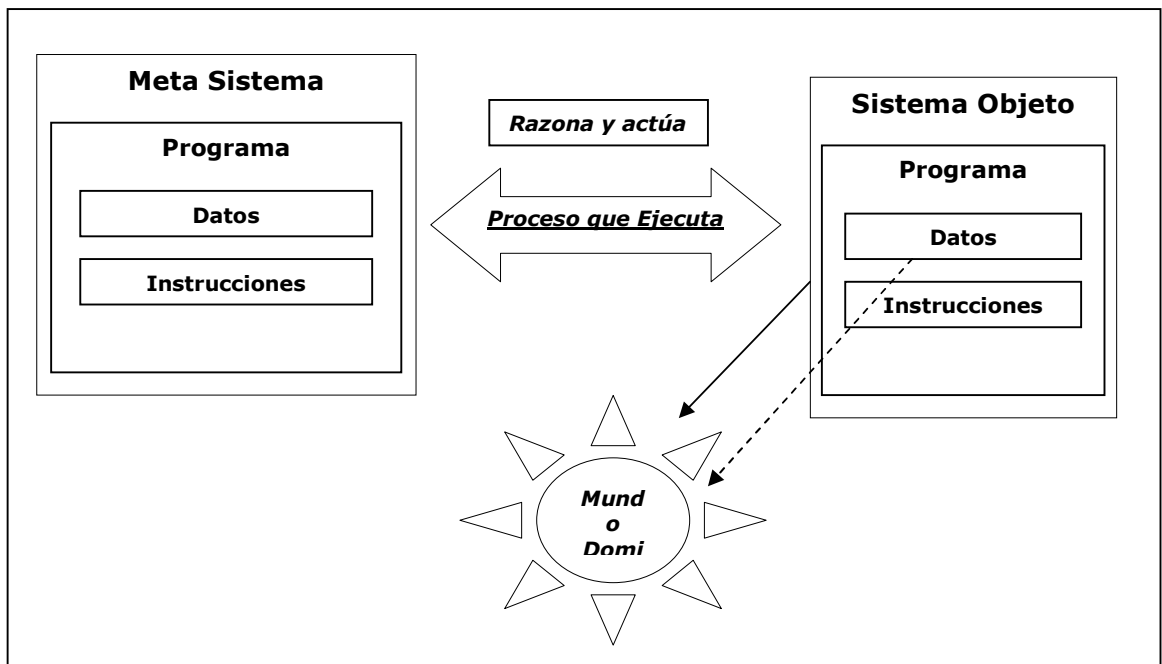 Meta Sistema
Programa
Datos
Instrucciones
Razona y actúa
Proceso que Ejecuta
Sistema Objeto
Programa
Datos
Instrucciones
Mund
o
Domi